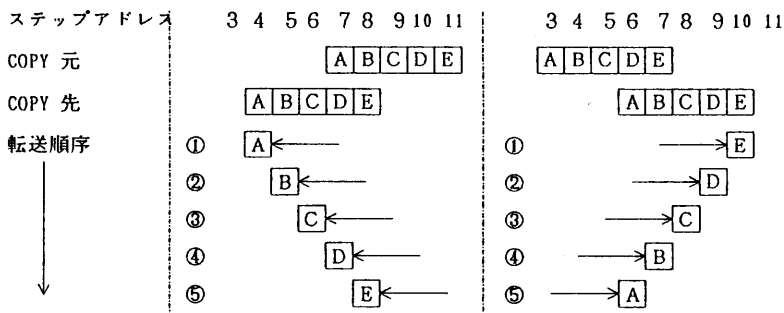 ステップアドレス 3 4 5 6 7 8 9 10 11 3 4 5 6 7 8 9 10 11
COPY 元 A B C D E A B C D E
COPY 先 A B C D E A B C D E
転送順序 ① A ① E
② B ② D
③ C ③ C
④ D ④ B
⑤ E ⑤ A